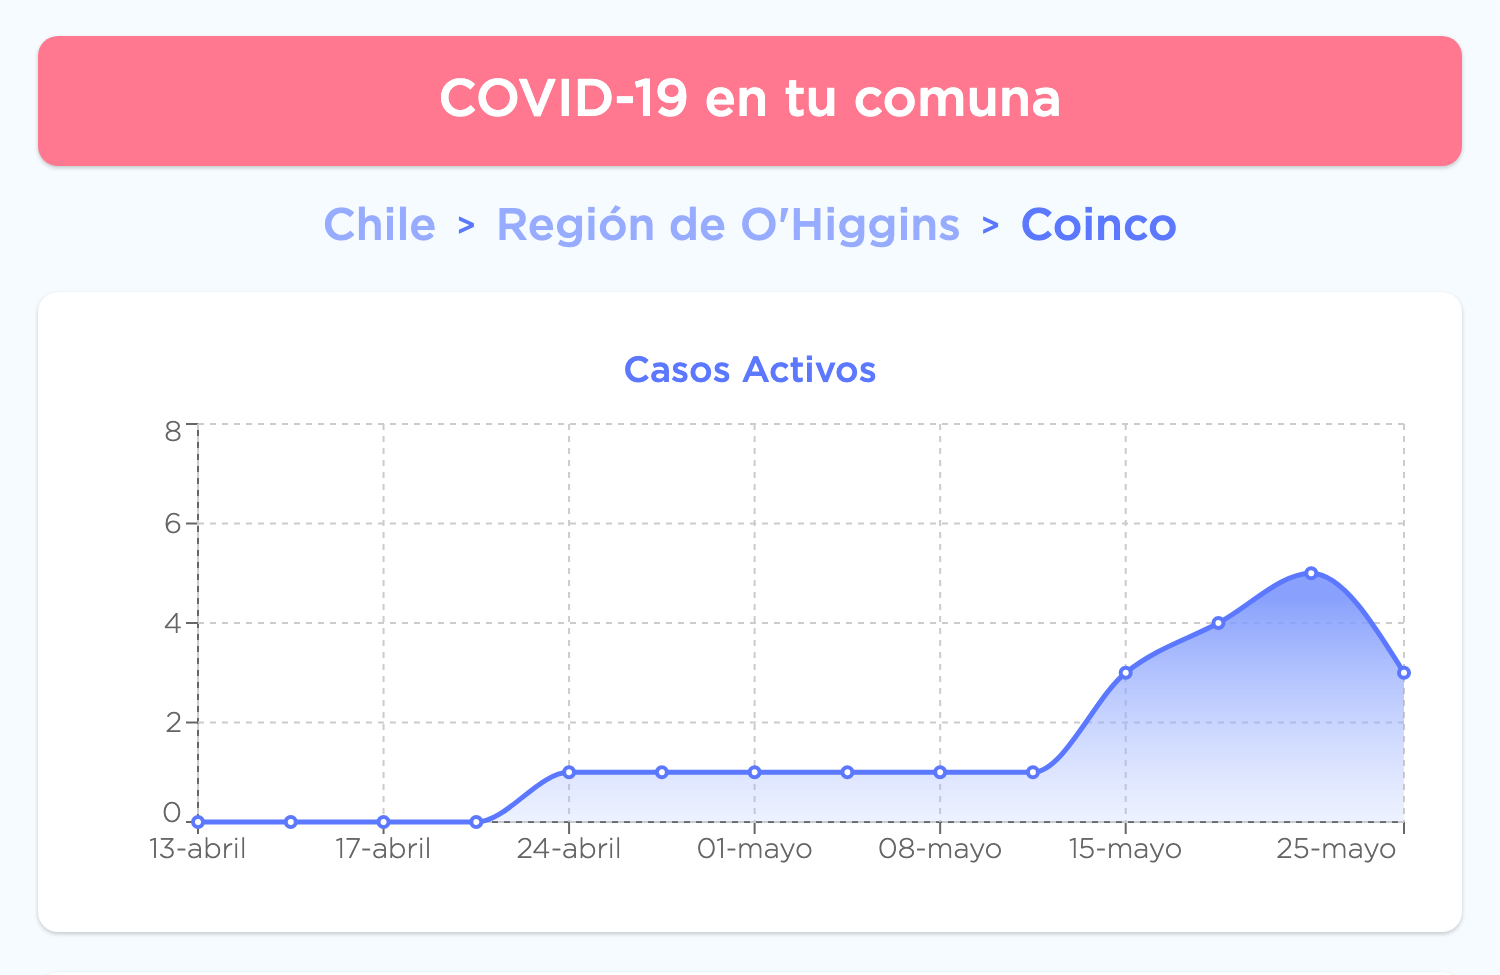 COVID-19 en tu comuna
Chile > Región de O'Higgins > Coinco
Casos Activos
8
6
4
2
0
13-abril 17-abril 24-abril 01-mayo 08-mayo 15-mayo 25-mayo